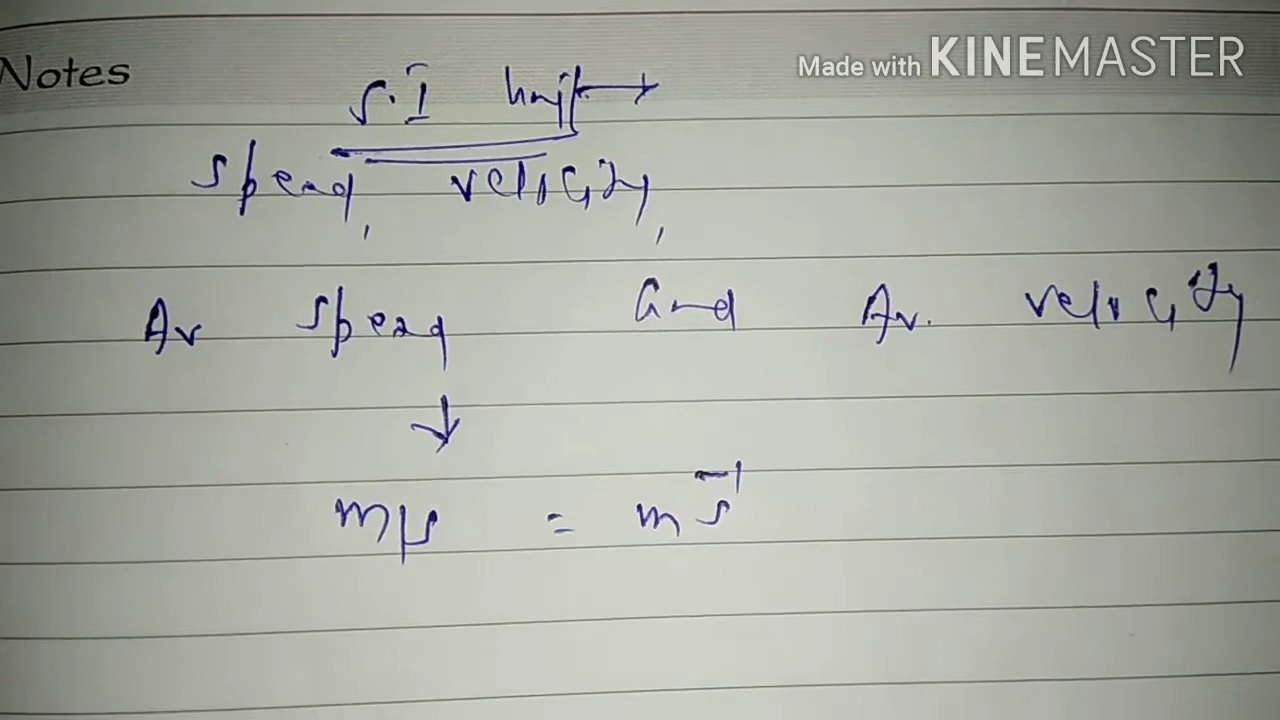 Notes
Made with KINEMASTER
S.I Unit →
Speed, velocity,
Av Speed and Av. velocity
↓
m/s = ms⁻¹